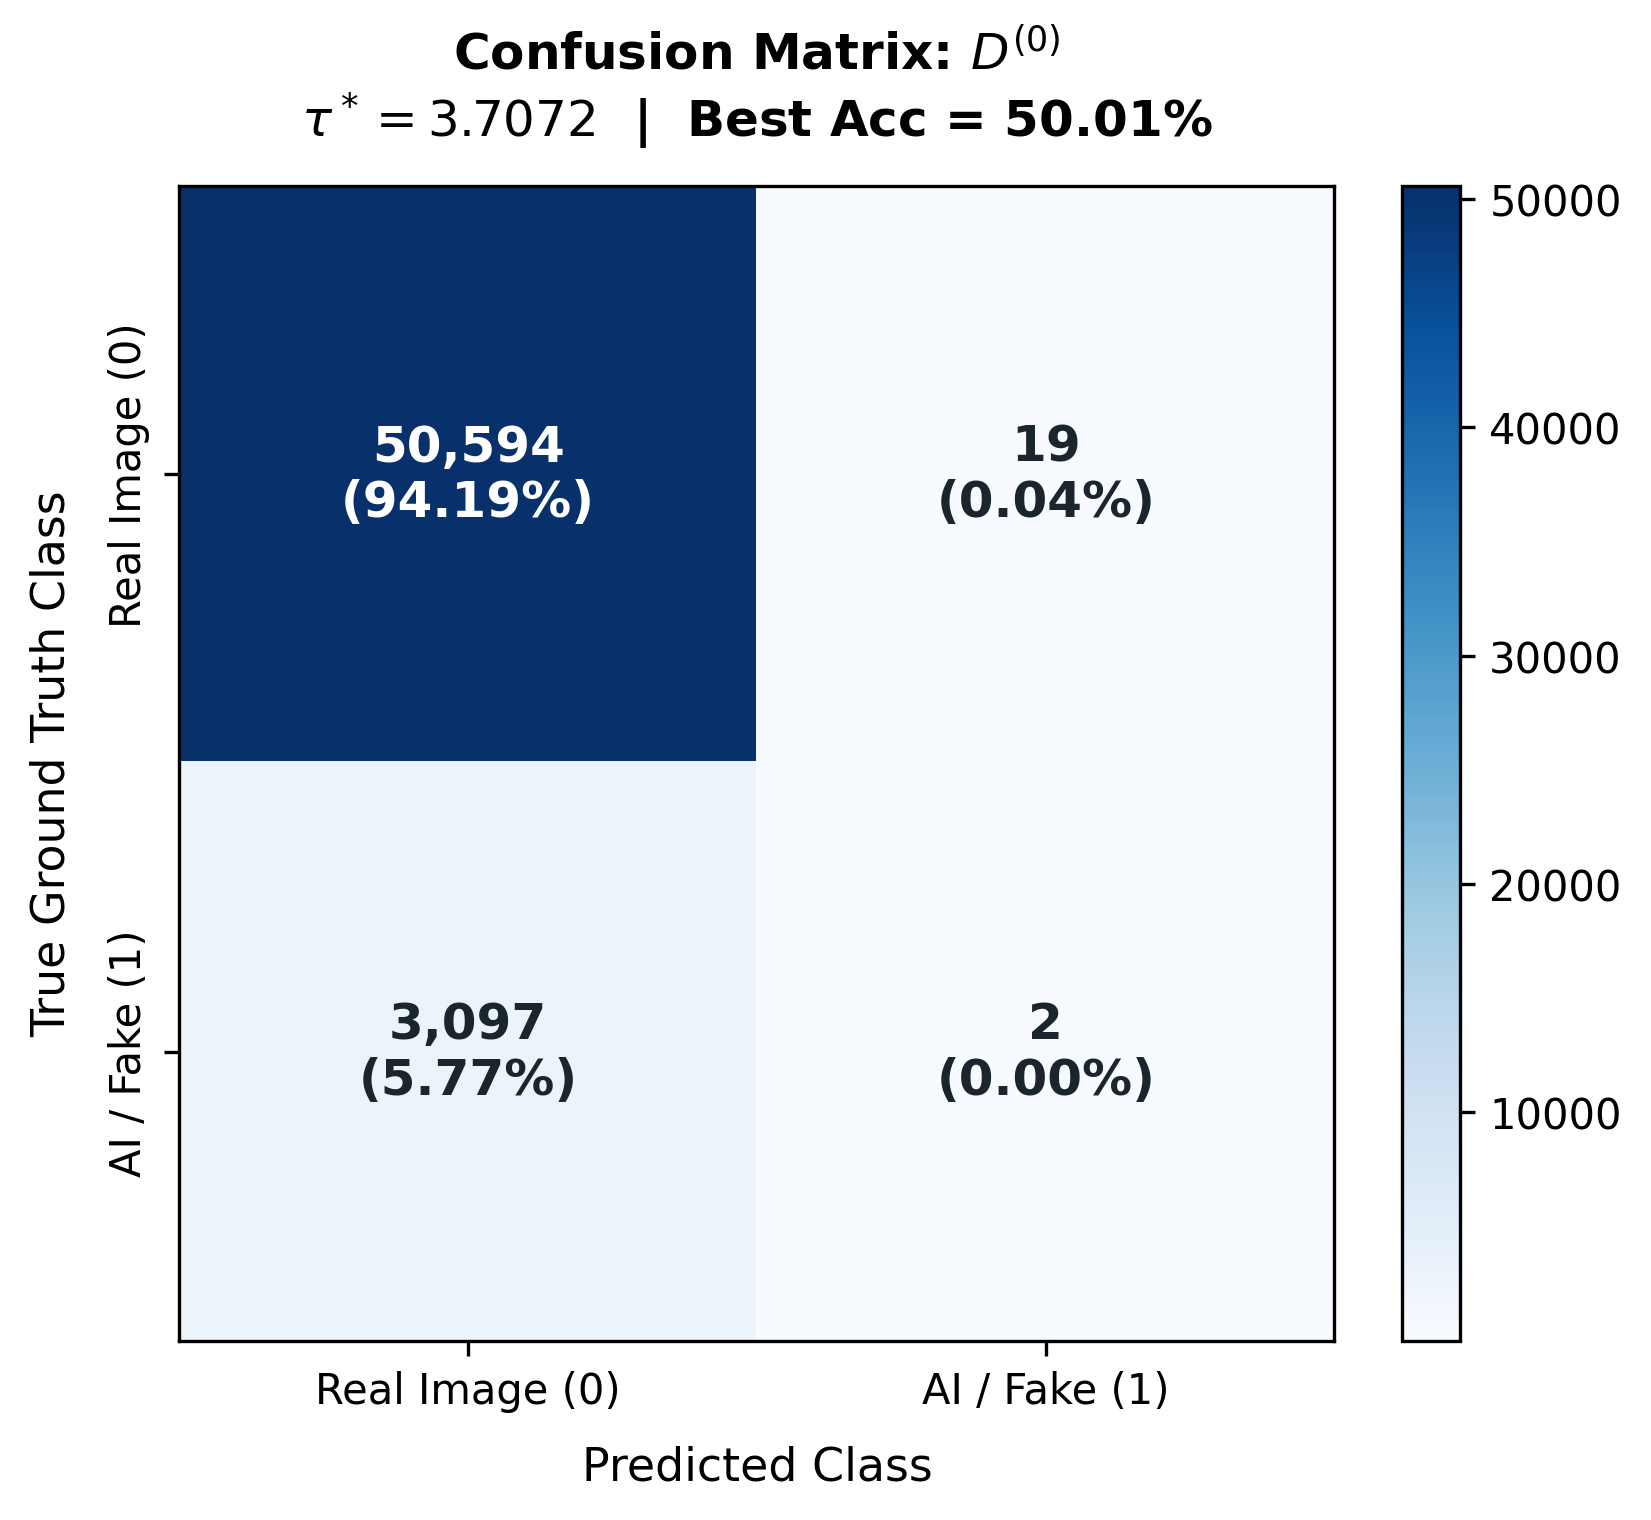 Confusion Matrix: D⁽⁰⁾
τ* = 3.7072 | Best Acc = 50.01%
True Ground Truth Class
Real Image (0)
AI / Fake (1)
50,594
(94.19%)
19
(0.04%)
3,097
(5.77%)
2
(0.00%)
Real Image (0)
AI / Fake (1)
Predicted Class
50000
40000
30000
20000
10000